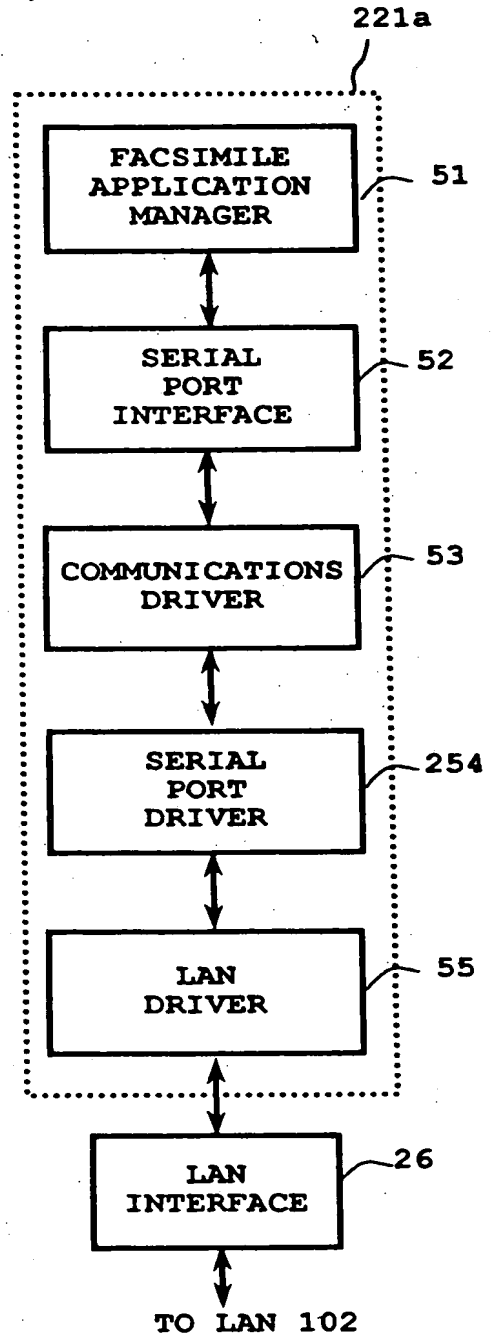 221a
FACSIMILE
APPLICATION
MANAGER
51
SERIAL
PORT
INTERFACE
52
COMMUNICATIONS
DRIVER
53
SERIAL
PORT
DRIVER
254
LAN
DRIVER
55
LAN
INTERFACE
26
TO LAN 102